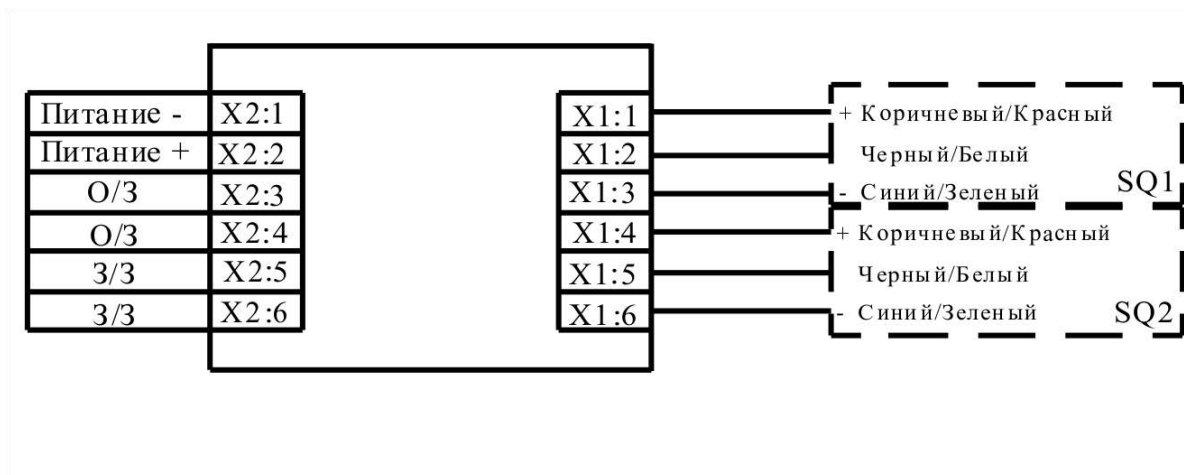 Питание - X2:1
Питание + X2:2
О/З X2:3
О/З X2:4
З/З X2:5
З/З X2:6
X1:1 + Коричневый/Красный
X1:2 Черный/Белый
X1:3 - Синий/Зеленый SQ1
X1:4 + Коричневый/Красный
X1:5 Черный/Белый
X1:6 - Синий/Зеленый SQ2